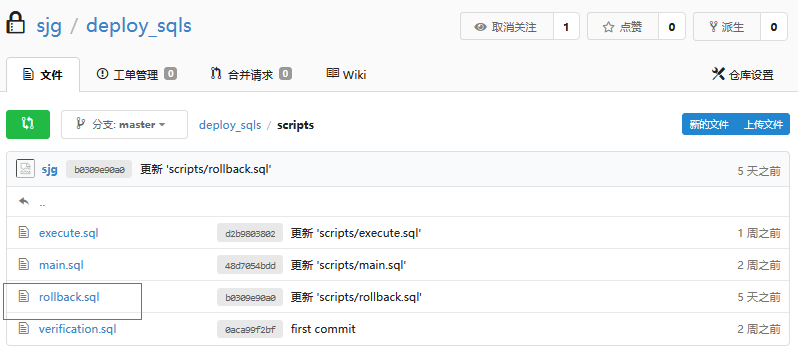 sjg / deploy_sqls
取消关注 1 点赞 0 派生 0
文件 工单管理 0 合并请求 0 Wiki 仓库设置
分支: master deploy_sqls / scripts 新的文件 上传文件
sjg b0309e90a0 更新 'scripts/rollback.sql' 5 天之前
..
execute.sql d2b9803802 更新 'scripts/execute.sql' 1 周之前
main.sql 48d7054bdd 更新 'scripts/main.sql' 2 周之前
rollback.sql b0309e90a0 更新 'scripts/rollback.sql' 5 天之前
verification.sql 0aca99f2bf first commit 2 周之前